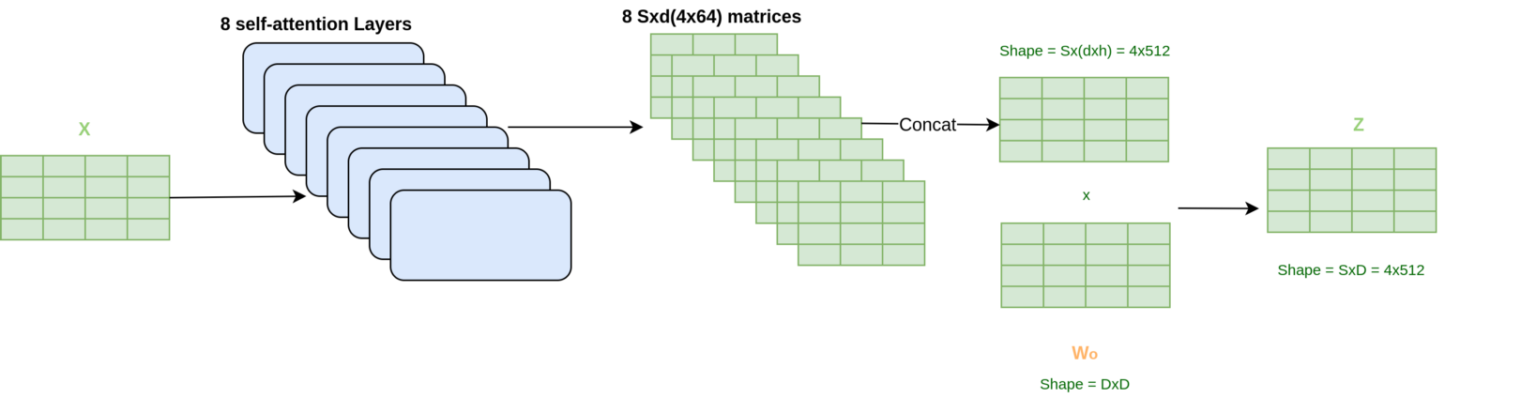 8 self-attention Layers
8 Sxd(4x64) matrices
Shape = Sx(dxh) = 4x512
X
Concat
Z
x
Shape = SxD = 4x512
Wo
Shape = DxD